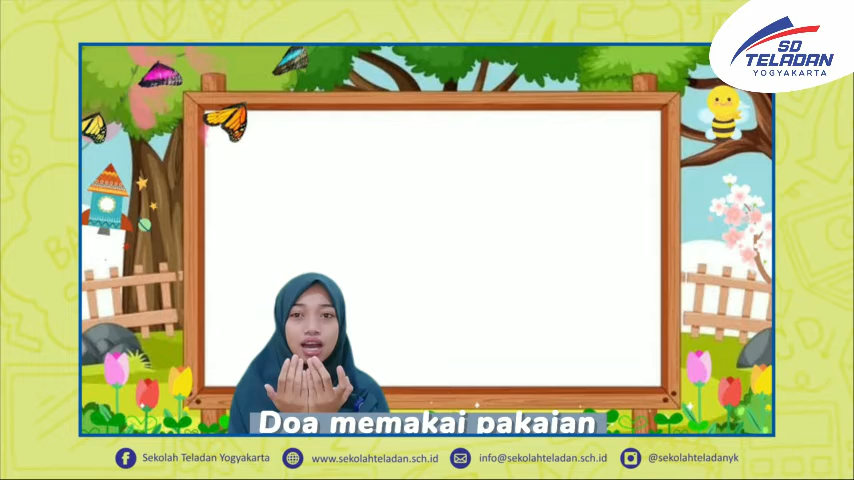 SD
TELADAN
YOGYAKARTA
Doa memakai pakaian
Sekolah Teladan Yogyakarta
www.sekolahteladan.sch.id
info@sekolahteladan.sch.id
@sekolahteladanyk